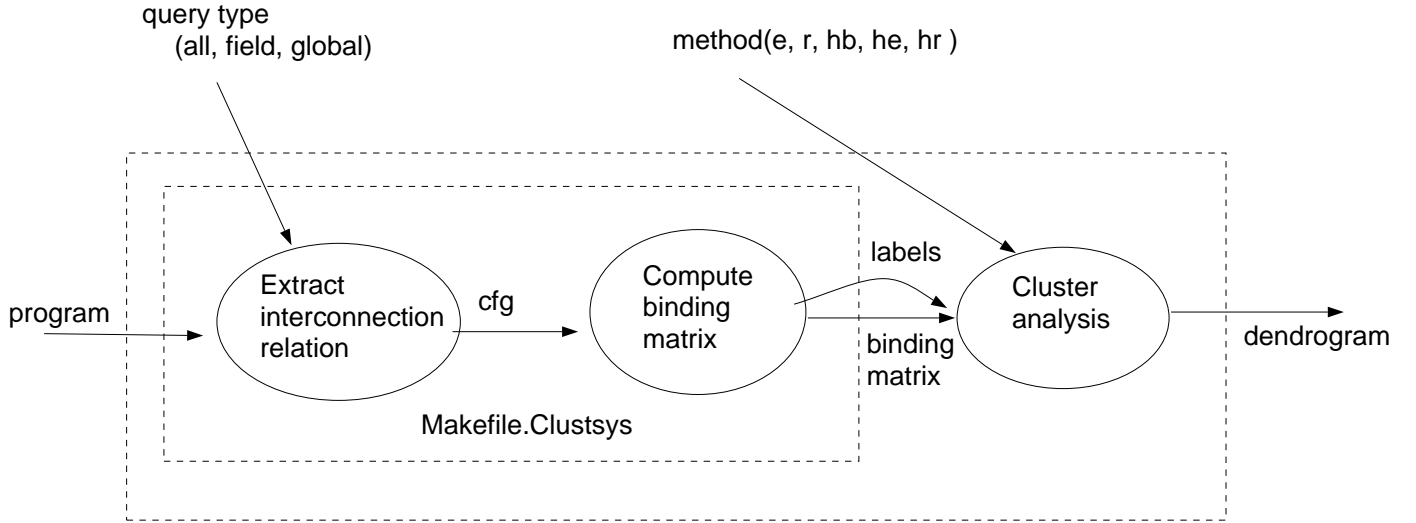 query type
(all, field, global)
method(e, r, hb, he, hr )
program
Extract
interconnection
relation
cfg
Compute
binding
matrix
labels
binding
matrix
Cluster
analysis
dendrogram
Makefile.Clustsys